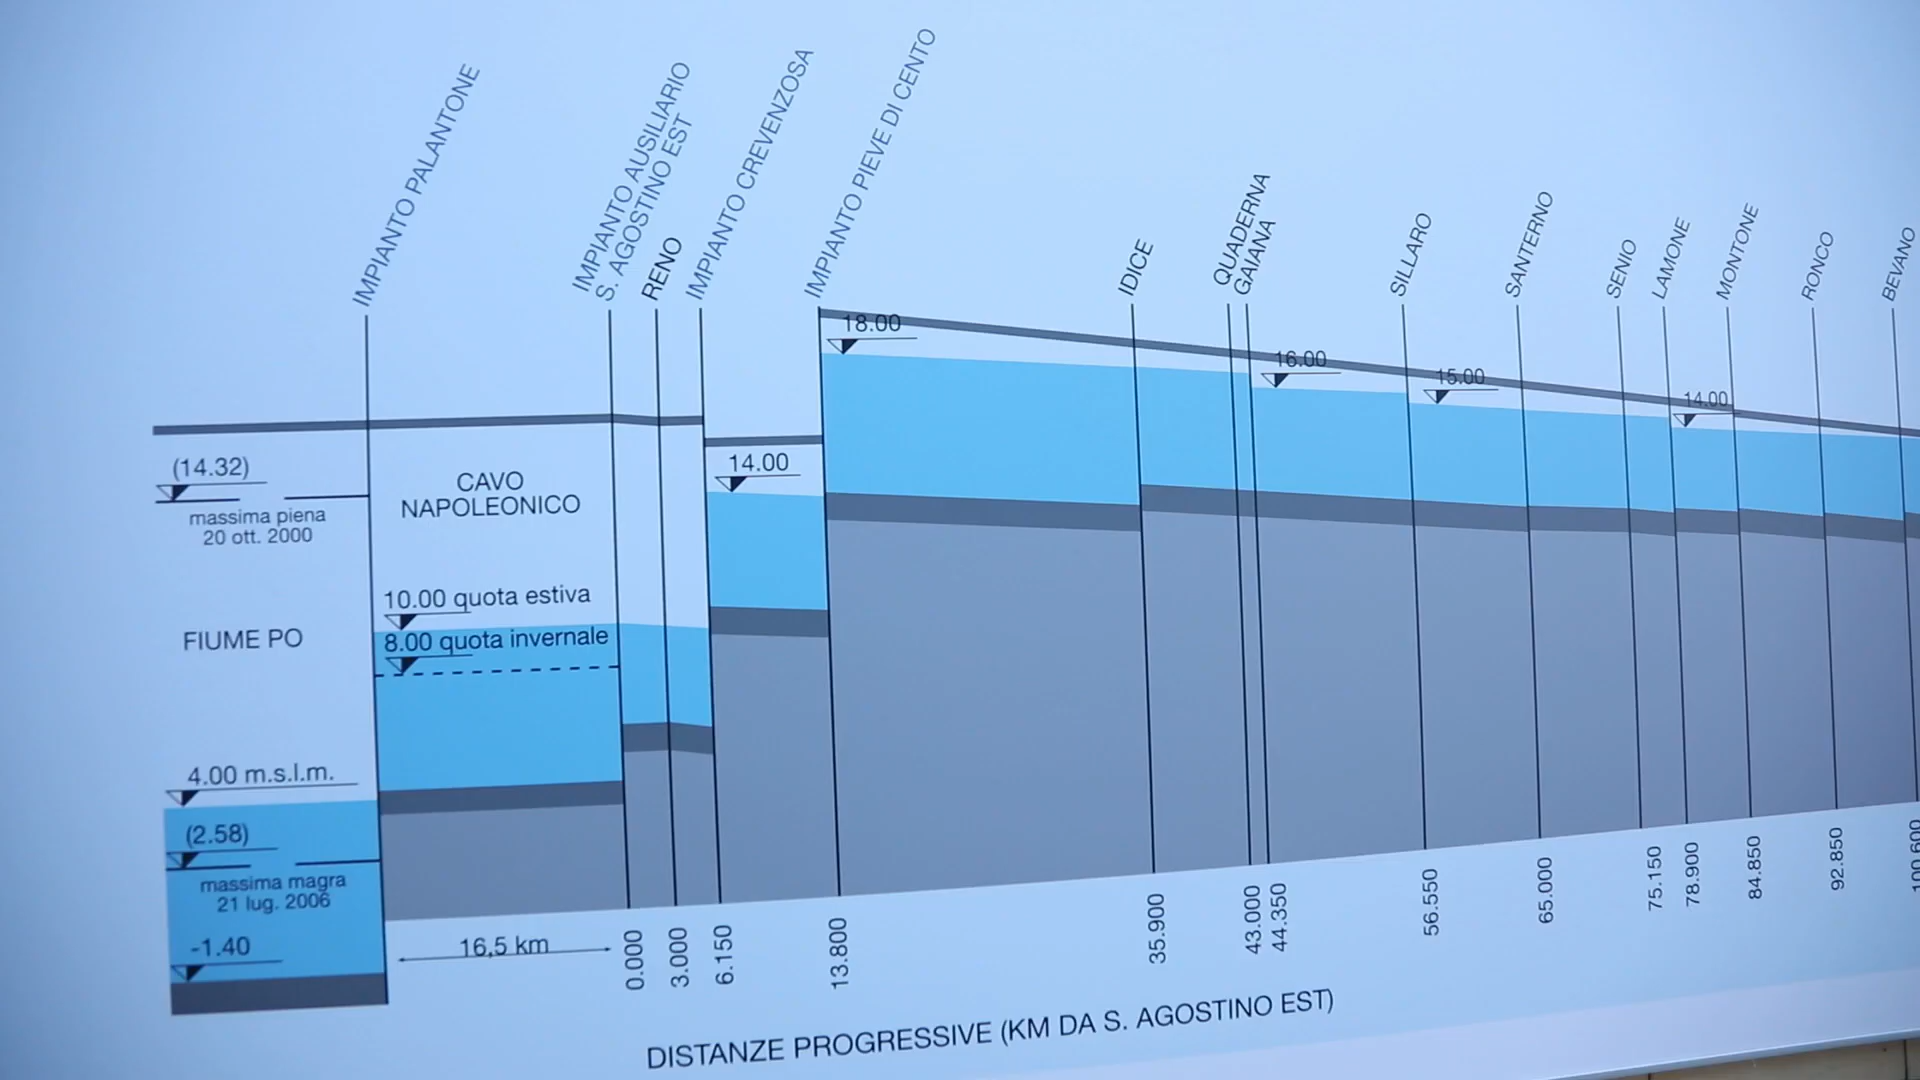 IMPIANTO PALANTONE
IMPIANTO AUSILIARIO
S. AGOSTINO EST
RENO
IMPIANTO CREVENZOSA
IMPIANTO PIEVE DI CENTO
IDICE
QUADERNA
GAIANA
SILLARO
SANTERNO
SENIO
LAMONE
MONTONE
RONCO
BEVANO
18.00
16.00
15.00
14.00
(14.32)
massima piena
20 ott. 2000
CAVO
NAPOLEONICO
14.00
10.00 quota estiva
8.00 quota invernale
FIUME PO
4.00 m.s.l.m.
(2.58)
massima magra
21 lug. 2006
-1.40
16,5 km
0.000
3.000
6.150
13.800
35.900
43.000
44.350
56.550
65.000
75.150
78.900
84.850
92.850
100.600
DISTANZE PROGRESSIVE (KM DA S. AGOSTINO EST)